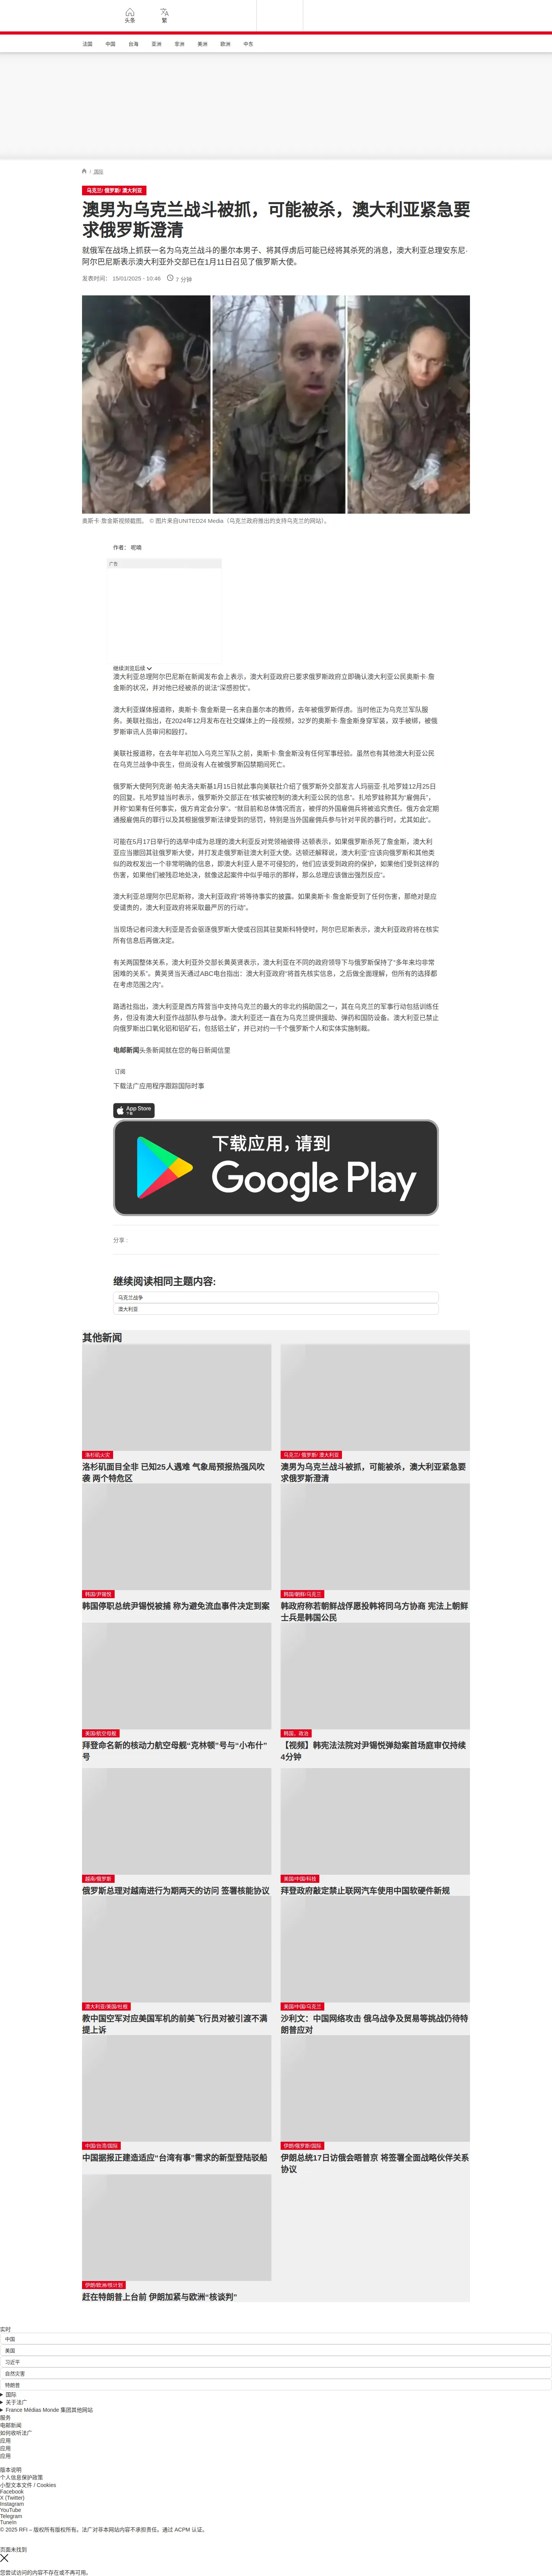 头条
繁
法国
中国
台海
亚洲
非洲
美洲
欧洲
中东
/ 国际
乌克兰/ 俄罗斯/ 澳大利亚
澳男为乌克兰战斗被抓，可能被杀，澳大利亚紧急要
求俄罗斯澄清
就俄军在战场上抓获一名为乌克兰战斗的墨尔本男子、将其俘虏后可能已经将其杀死的消息，澳大利亚总理安东尼·
阿尔巴尼斯表示澳大利亚外交部已在1月11日召见了俄罗斯大使。
发表时间： 15/01/2025 - 10:46
7 分钟
奥斯卡·詹金斯视频截图。 © 图片来自UNITED24 Media（乌克兰政府推出的支持乌克兰的网站）。
作者： 呢喃
广告
继续浏览后续
澳大利亚总理阿尔巴尼斯在新闻发布会上表示，澳大利亚政府已要求俄罗斯政府立即确认澳大利亚公民奥斯卡·詹
金斯的状况，并对他已经被杀的说法“深感担忧”。
澳大利亚媒体报道称，奥斯卡·詹金斯是一名来自墨尔本的教师，去年被俄罗斯俘虏。当时他正为乌克兰军队服
务。美联社指出，在2024年12月发布在社交媒体上的一段视频，32岁的奥斯卡·詹金斯身穿军装，双手被绑，被俄
罗斯审讯人员审问和殴打。
美联社报道称，在去年年初加入乌克兰军队之前，奥斯卡·詹金斯没有任何军事经验。虽然也有其他澳大利亚公民
在乌克兰战争中丧生，但尚没有人在被俄罗斯囚禁期间死亡。
俄罗斯大使阿列克谢·帕夫洛夫斯基1月15日就此事向美联社介绍了俄罗斯外交部发言人玛丽亚·扎哈罗娃12月25日
的回复。扎哈罗娃当时表示，俄罗斯外交部正在“核实被控制的澳大利亚公民的信息”。扎哈罗娃称其为“雇佣兵”，
并称“如果有任何事实，俄方肯定会分享”。“就目前和总体情况而言，被俘的外国雇佣兵将被追究责任。俄方会定期
通报雇佣兵的罪行以及其根据俄罗斯法律受到的惩罚，特别是当外国雇佣兵参与针对平民的暴行时，尤其如此”。
可能在5月17日举行的选举中成为总理的澳大利亚反对党领袖彼得·达顿表示，如果俄罗斯杀死了詹金斯，澳大利
亚应当撤回其驻俄罗斯大使，并打发走俄罗斯驻澳大利亚大使。达顿还解释说，澳大利亚“应该向俄罗斯和其他类
似的政权发出一个非常明确的信息，即澳大利亚人是不可侵犯的，他们应该受到政府的保护，如果他们受到这样的
伤害，如果他们被残忍地处决，就像这起案件中似乎暗示的那样，那么总理应该做出强烈反应”。
澳大利亚总理阿尔巴尼斯称，澳大利亚政府“将等待事实的披露。如果奥斯卡·詹金斯受到了任何伤害，那绝对是应
受谴责的，澳大利亚政府将采取最严厉的行动”。
当现场记者问澳大利亚是否会驱逐俄罗斯大使或召回其驻莫斯科特使时，阿尔巴尼斯表示，澳大利亚政府将在核实
所有信息后再做决定。
有关两国整体关系，澳大利亚外交部长黄英贤表示，澳大利亚在不同的政府领导下与俄罗斯保持了“多年来均非常
困难的关系”。黄英贤当天通过ABC电台指出：澳大利亚政府“将首先核实信息，之后做全面理解，但所有的选择都
在考虑范围之内”。
路透社指出，澳大利亚是西方阵营当中支持乌克兰的最大的非北约捐助国之一，其在乌克兰的军事行动包括训练任
务，但没有澳大利亚作战部队参与战争。澳大利亚还一直在为乌克兰提供援助、弹药和国防设备。澳大利亚已禁止
向俄罗斯出口氧化铝和铝矿石，包括铝土矿，并已对约一千个俄罗斯个人和实体实施制裁。
电邮新闻头条新闻就在您的每日新闻信里
订阅
下载法广应用程序跟踪国际时事
App Store
下载
下载应用，请到
Google Play
分享 :
继续阅读相同主题内容:
乌克兰战争
澳大利亚
其他新闻
洛杉矶火灾
洛杉矶面目全非 已知25人遇难 气象局预报热强风吹
袭 两个特危区
乌克兰/ 俄罗斯/ 澳大利亚
澳男为乌克兰战斗被抓，可能被杀，澳大利亚紧急要
求俄罗斯澄清
韩国/尹锡悦
韩国停职总统尹锡悦被捕 称为避免流血事件决定到案
韩国/朝鲜/乌克兰
韩政府称若朝鲜战俘愿投韩将同乌方协商 宪法上朝鲜
士兵是韩国公民
美国/航空母舰
拜登命名新的核动力航空母舰“克林顿”号与“小布什”
号
韩国、政治
【视频】韩宪法法院对尹锡悦弹劾案首场庭审仅持续
4分钟
越南/俄罗斯
俄罗斯总理对越南进行为期两天的访问 签署核能协议
美国/中国/科技
拜登政府敲定禁止联网汽车使用中国软硬件新规
澳大利亚/美国/杜根
教中国空军对应美国军机的前美飞行员对被引渡不满
提上诉
美国/中国/乌克兰
沙利文：中国网络攻击 俄乌战争及贸易等挑战仍待特
朗普应对
中国/台湾/国际
中国据报正建造适应“台湾有事”需求的新型登陆驳船
伊朗/俄罗斯/国际
伊朗总统17日访俄会晤普京 将签署全面战略伙伴关系
协议
伊朗/欧洲/核计划
赶在特朗普上台前 伊朗加紧与欧洲“核谈判”
实时
中国
美国
习近平
自然灾害
特朗普
国际
关于法广
France Médias Monde 集团其他网站
服务
电邮新闻
如何收听法广
应用
应用
应用
版本说明
个人信息保护政策
小型文本文件 / Cookies
Facebook
X (Twitter)
Instagram
YouTube
Telegram
TuneIn
© 2025 RFI – 版权所有版权所有。法广对非本网站内容不承担责任。通过 ACPM 认证。
页面未找到
您尝试访问的内容不存在或不再可用。